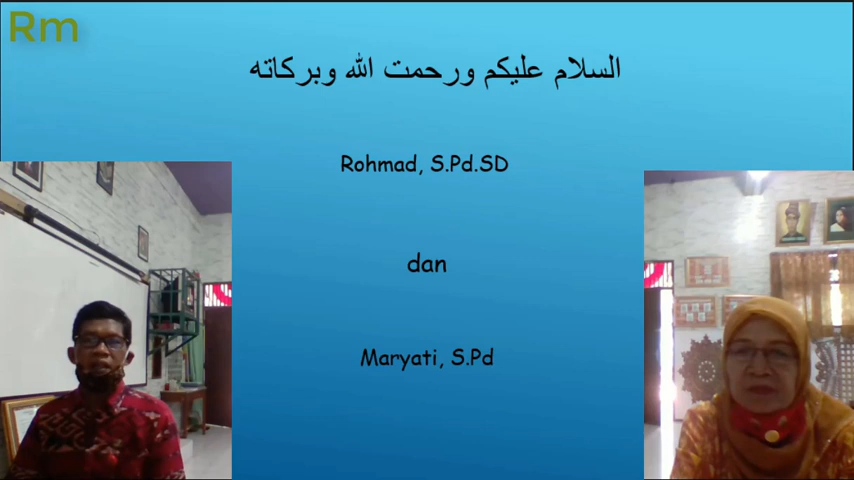 Rm
السلام عليكم ورحمت الله وبركاته
Rohmad, S.Pd.SD
dan
Maryati, S.Pd